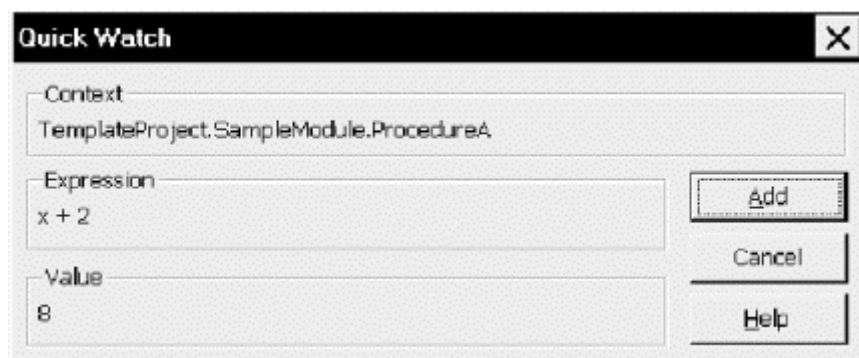 Quick Watch
Context
TemplateProject.SampleModule.ProcedureA
Expression
x + 2
Add
Cancel
Value
8
Help